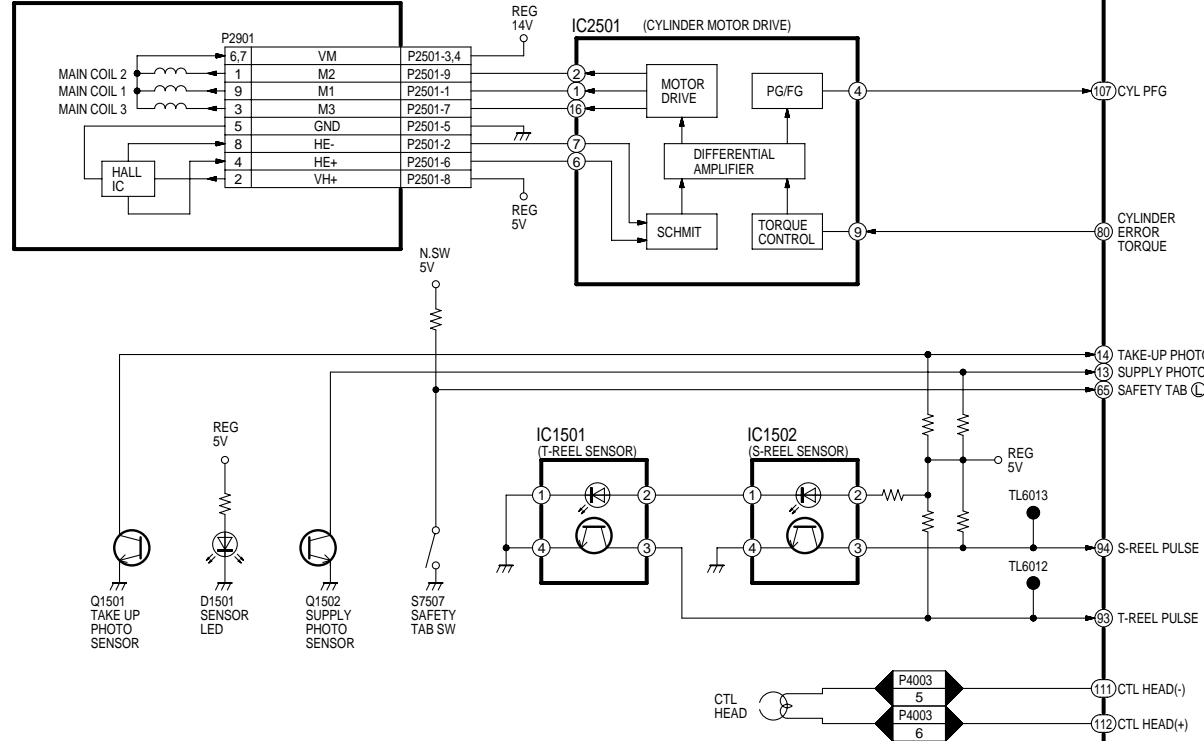 REG
14V
IC2501 (CYLINDER MOTOR DRIVE)
P2901
6,7 VM P2501-3,4
MAIN COIL 2 1 M2 P2501-9 2
MAIN COIL 1 9 M1 P2501-1 1
MAIN COIL 3 3 M3 P2501-7 16
5 GND P2501-5
8 HE- P2501-2 7
4 HE+ P2501-6 6
2 VH+ P2501-8
HALL
IC
REG
5V
MOTOR
DRIVE
PG/FG
4
107 CYL PFG
DIFFERENTIAL
AMPLIFIER
SCHMIT
TORQUE
CONTROL
9
80
CYLINDER
ERROR
TORQUE
N.SW
5V
14 TAKE-UP PHOTO
13 SUPPLY PHOTO
65 SAFETY TAB L
REG
5V
IC1501
(T-REEL SENSOR)
1 2
4 3
IC1502
(S-REEL SENSOR)
1 2
4 3
REG
5V
TL6013
94 S-REEL PULSE
TL6012
93 T-REEL PULSE
Q1501
TAKE UP
PHOTO
SENSOR
D1501
SENSOR
LED
Q1502
SUPPLY
PHOTO
SENSOR
S7507
SAFETY
TAB SW
CTL
HEAD
P4003
5
111 CTL HEAD(-)
P4003
6
112 CTL HEAD(+)